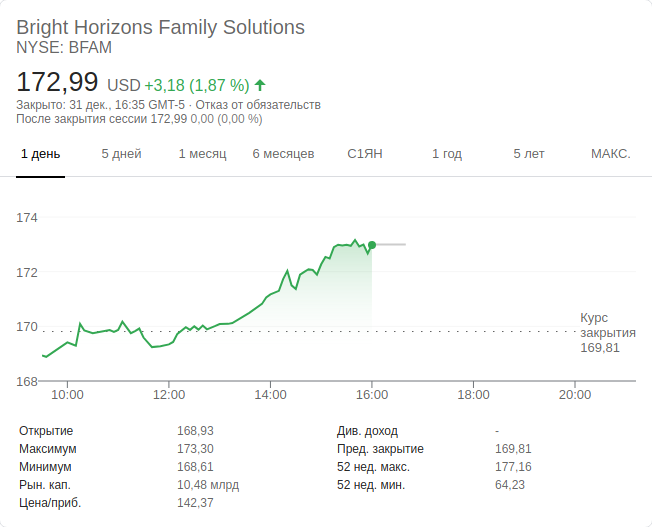 Bright Horizons Family Solutions
NYSE: BFAM
172,99 USD +3,18 (1,87 %)
Закрыто: 31 дек., 16:35 GMT-5 · Отказ от обязательств
После закрытия сессии 172,99 0,00 (0,00 %)
1 день 5 дней 1 месяц 6 месяцев С1ЯН 1 год 5 лет МАКС.
174
172
170
168
Курс
закрытия
169,81
10:00 12:00 14:00 16:00 18:00 20:00
Открытие 168,93 Див. доход -
Максимум 173,30 Пред. закрытие 169,81
Минимум 168,61 52 нед. макс. 177,16
Рын. кап. 10,48 млрд 52 нед. мин. 64,23
Цена/приб. 142,37